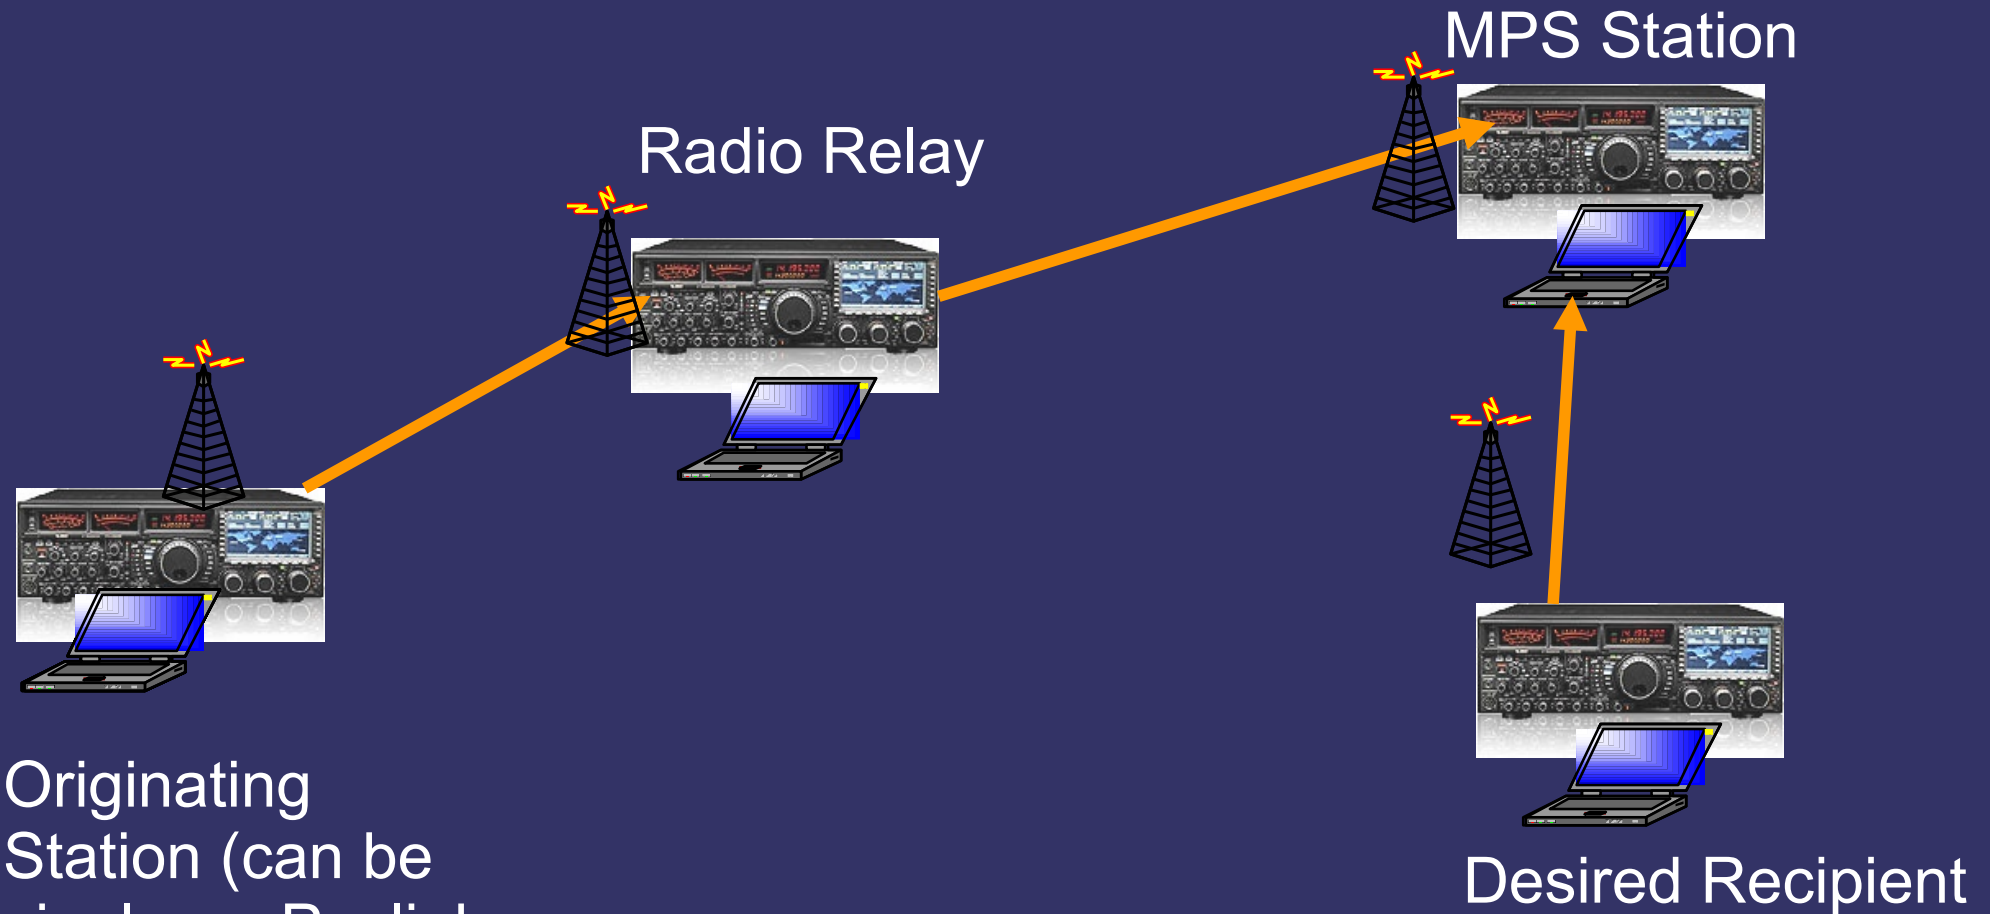 MPS Station
Radio Relay
Originating
Station (can be
Desired Recipient